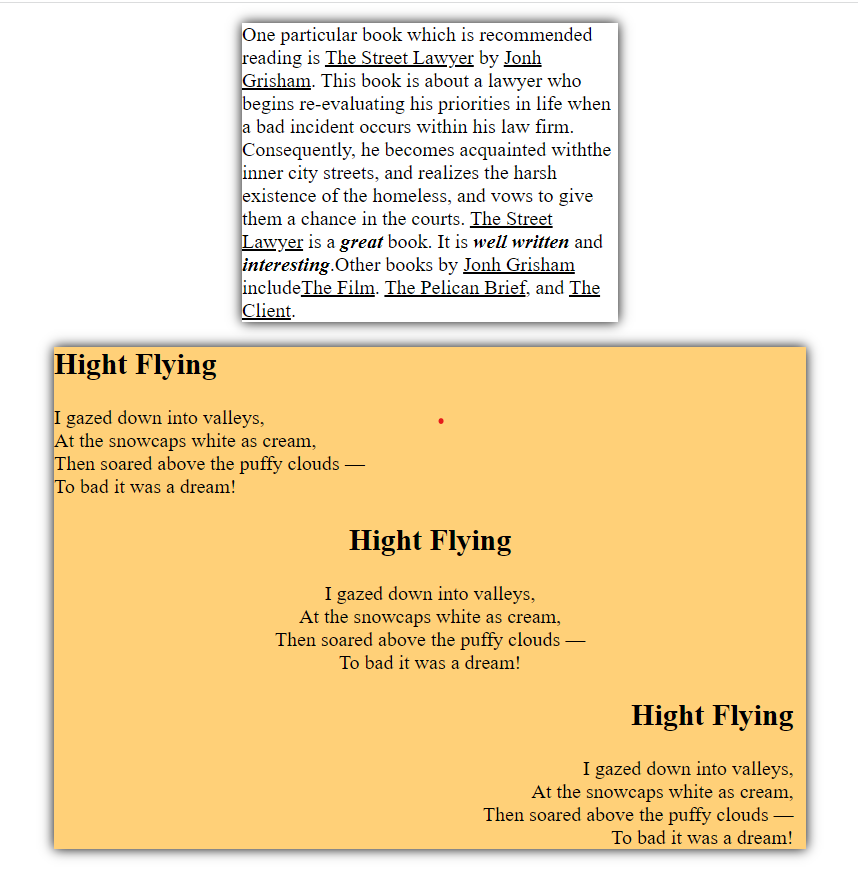 One particular book which is recommended
reading is The Street Lawyer by Jonh
Grisham. This book is about a lawyer who
begins re-evaluating his priorities in life when
a bad incident occurs within his law firm.
Consequently, he becomes acquainted withthe
inner city streets, and realizes the harsh
existence of the homeless, and vows to give
them a chance in the courts. The Street
Lawyer is a great book. It is well written and
interesting.Other books by Jonh Grisham
includeThe Film. The Pelican Brief, and The
Client.
Hight Flying
I gazed down into valleys,
At the snowcaps white as cream,
Then soared above the puffy clouds —
To bad it was a dream!
Hight Flying
I gazed down into valleys,
At the snowcaps white as cream,
Then soared above the puffy clouds —
To bad it was a dream!
Hight Flying
I gazed down into valleys,
At the snowcaps white as cream,
Then soared above the puffy clouds —
To bad it was a dream!